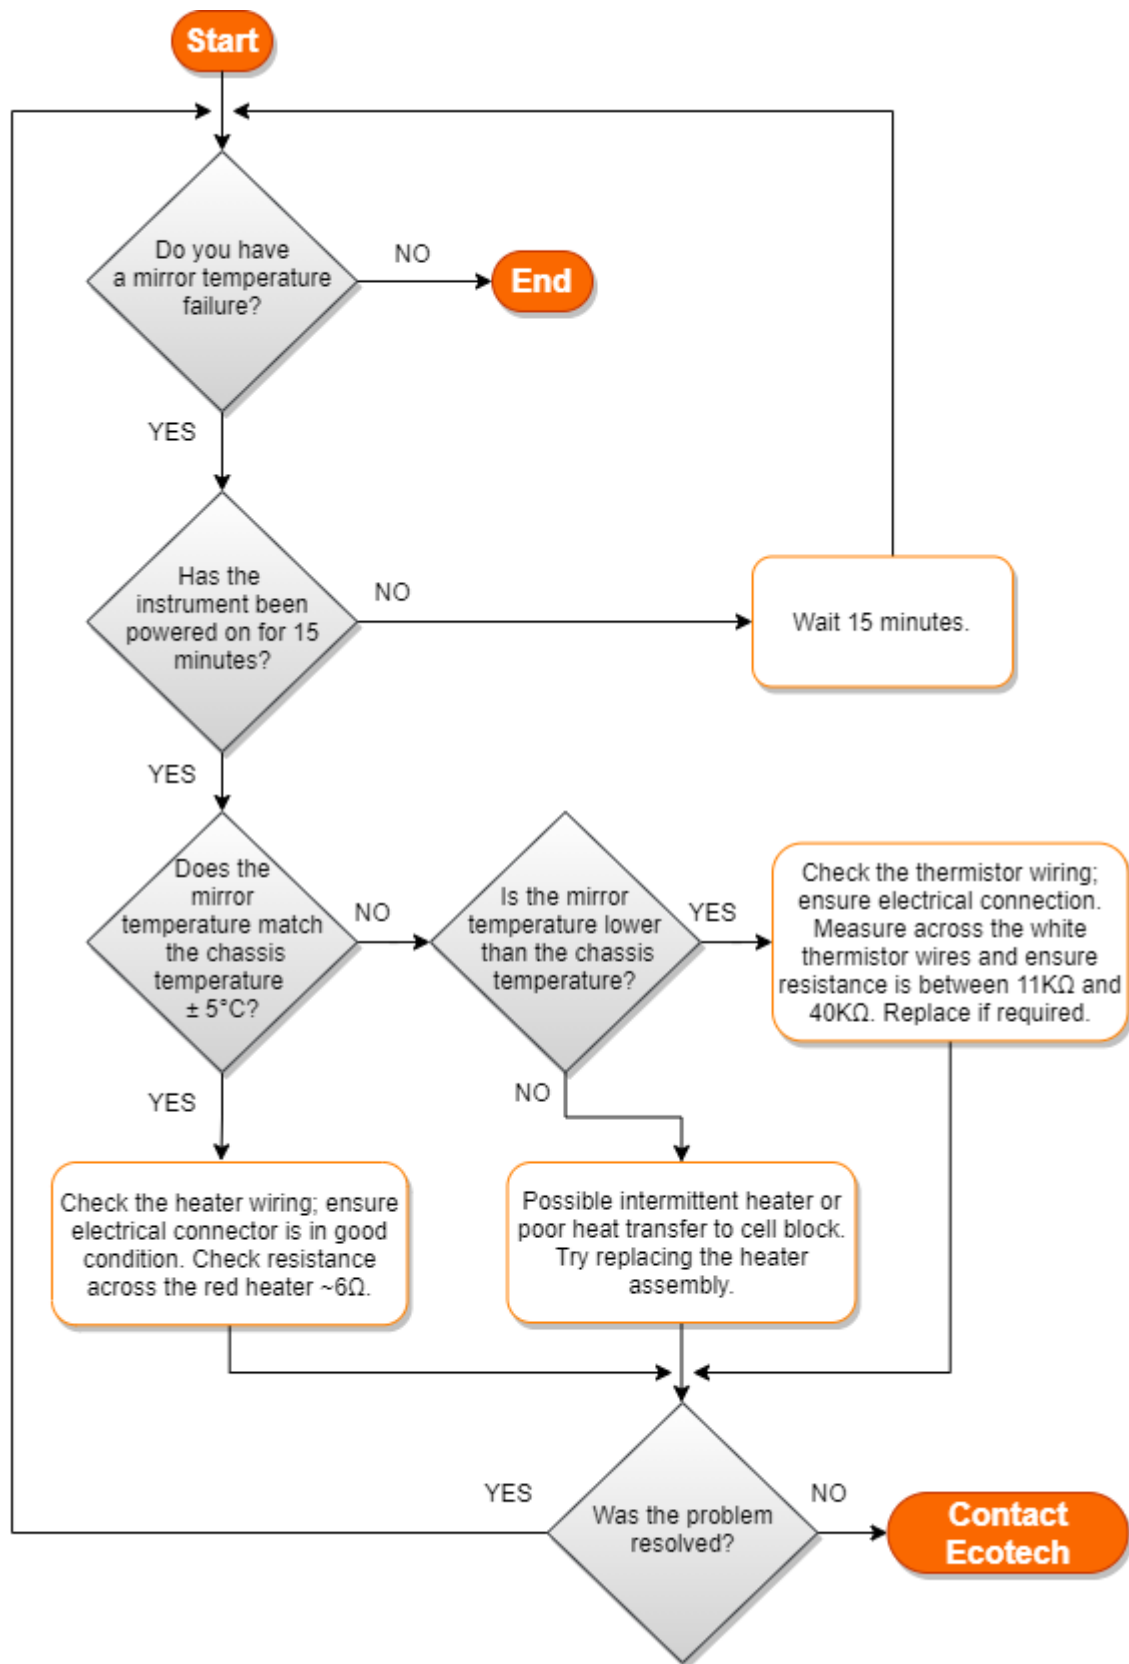 Start
Do you have
a mirror temperature
failure?
NO
End
YES
Has the
instrument been
powered on for 15
minutes?
NO
Wait 15 minutes.
YES
Does the
mirror
temperature match
the chassis
temperature
± 5°C?
NO
Is the mirror
temperature lower
than the chassis
temperature?
YES
Check the thermistor wiring;
ensure electrical connection.
Measure across the white
thermistor wires and ensure
resistance is between 11KΩ and
40KΩ. Replace if required.
YES
NO
Check the heater wiring; ensure
electrical connector is in good
condition. Check resistance
across the red heater ~6Ω.
Possible intermittent heater or
poor heat transfer to cell block.
Try replacing the heater
assembly.
YES
Was the problem
resolved?
NO
Contact
Ecotech